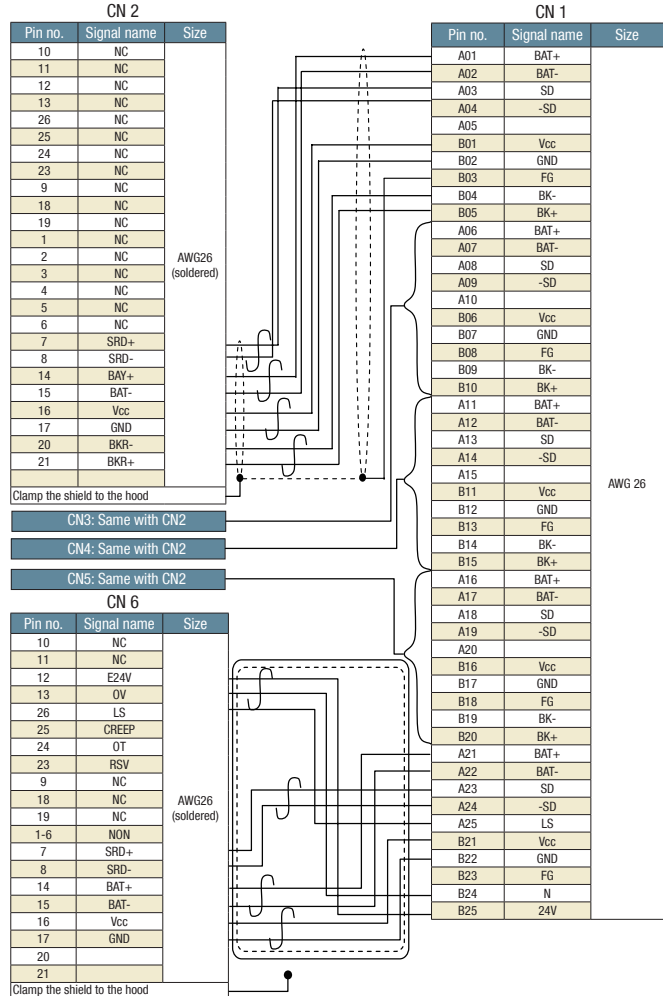 CN 2
Pin no. Signal name Size
10 NC
11 NC
12 NC
13 NC
26 NC
25 NC
24 NC
23 NC
9 NC
18 NC
19 NC
1 NC
2 NC
3 NC
4 NC
5 NC
6 NC
7 SRD+
8 SRD-
14 BAY+
15 BAT-
16 Vcc
17 GND
20 BKR-
21 BKR+
AWG26
(soldered)
Clamp the shield to the hood
CN3: Same with CN2
CN4: Same with CN2
CN5: Same with CN2
CN 6
Pin no. Signal name Size
10 NC
11 NC
12 E24V
13 OV
26 LS
25 CREEP
24 OT
23 RSV
9 NC
18 NC
19 NC
1-6 NON
7 SRD+
8 SRD-
14 BAT+
15 BAT-
16 Vcc
17 GND
20
21
AWG26
(soldered)
Clamp the shield to the hood
CN 1
Pin no. Signal name Size
A01 BAT+
A02 BAT-
A03 SD
A04 -SD
A05
B01 Vcc
B02 GND
B03 FG
B04 BK-
B05 BK+
A06 BAT+
A07 BAT-
A08 SD
A09 -SD
A10
B06 Vcc
B07 GND
B08 FG
B09 BK-
B10 BK+
A11 BAT+
A12 BAT-
A13 SD
A14 -SD
A15
B11 Vcc
B12 GND
B13 FG
B14 BK-
B15 BK+
A16 BAT+
A17 BAT-
A18 SD
A19 -SD
A20
B16 Vcc
B17 GND
B18 FG
B19 BK-
B20 BK+
A21 BAT+
A22 BAT-
A23 SD
A24 -SD
A25 LS
B21 Vcc
B22 GND
B23 FG
B24 N
B25 24V
AWG 26